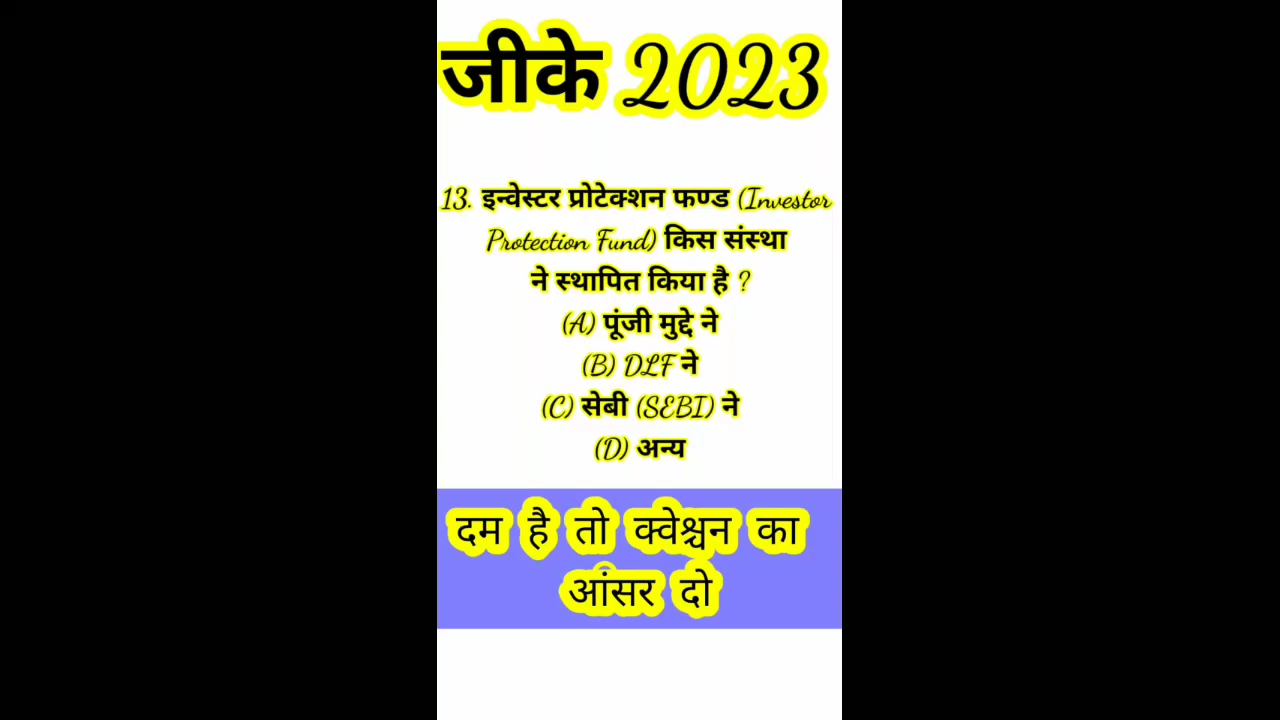 जीके 2023
13. इन्वेस्टर प्रोटेक्शन फण्ड (Investor
Protection Fund) किस संस्था
ने स्थापित किया है ?
(A) पूंजी मुद्दे ने
(B) DLF ने
(C) सेबी (SEBI) ने
(D) अन्य
दम है तो क्वेश्चन का
आंसर दो